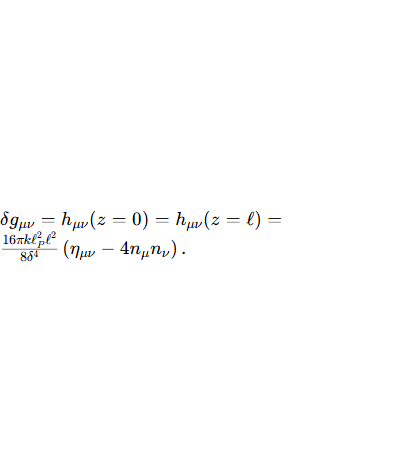 δg_{μν} = h_{μν}(z = 0) = h_{μν}(z = ℓ) =
\frac{16πkℓ_P^2ℓ^2}{8δ^4} (η_{μν} − 4n_μn_ν) .